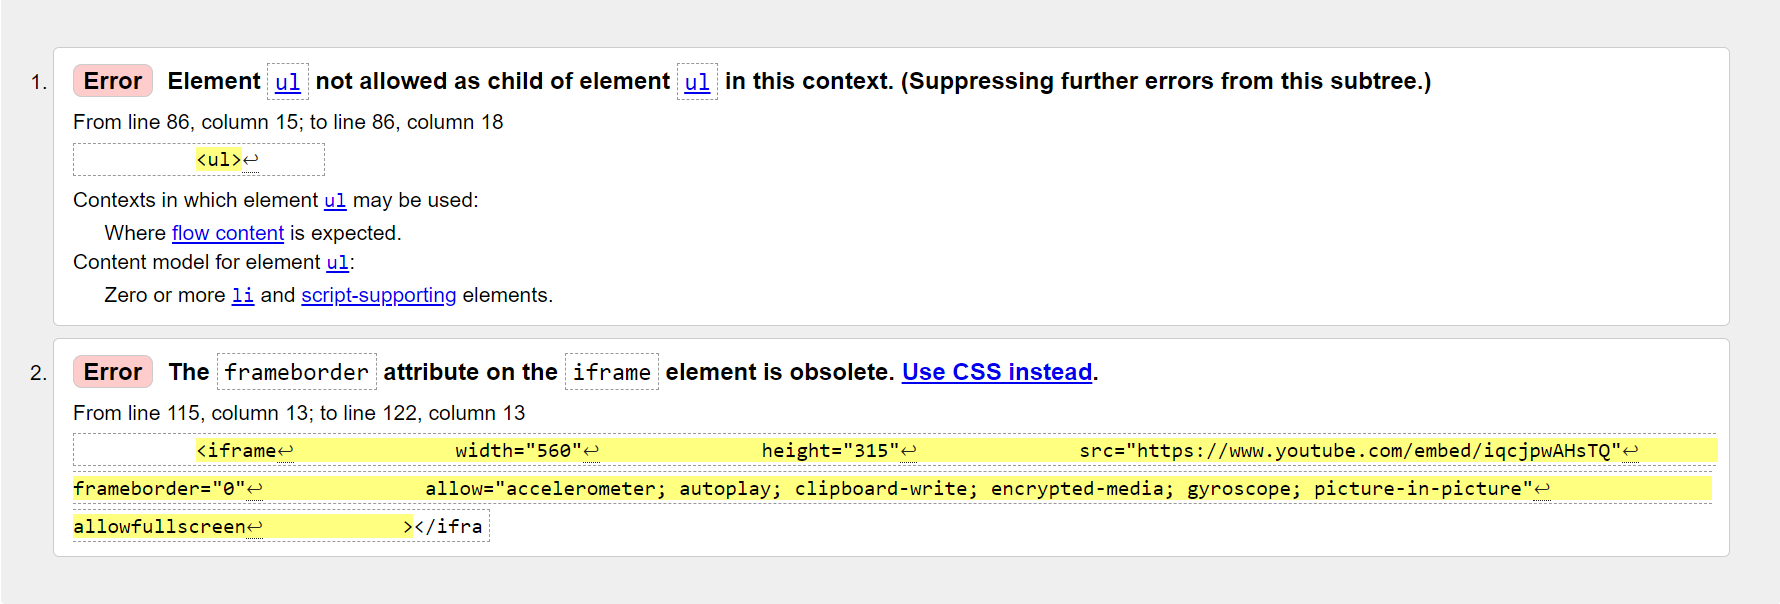 1. Error Element ul not allowed as child of element ul in this context. (Suppressing further errors from this subtree.)
From line 86, column 15; to line 86, column 18
<ul>↩
Contexts in which element ul may be used:
Where flow content is expected.
Content model for element ul:
Zero or more li and script-supporting elements.
2. Error The frameborder attribute on the iframe element is obsolete. Use CSS instead.
From line 115, column 13; to line 122, column 13
<iframe↩ width="560"↩ height="315"↩ src="https://www.youtube.com/embed/iqcjpwAHsTQ"↩
frameborder="0"↩ allow="accelerometer; autoplay; clipboard-write; encrypted-media; gyroscope; picture-in-picture"↩
allowfullscreen↩ ></ifra